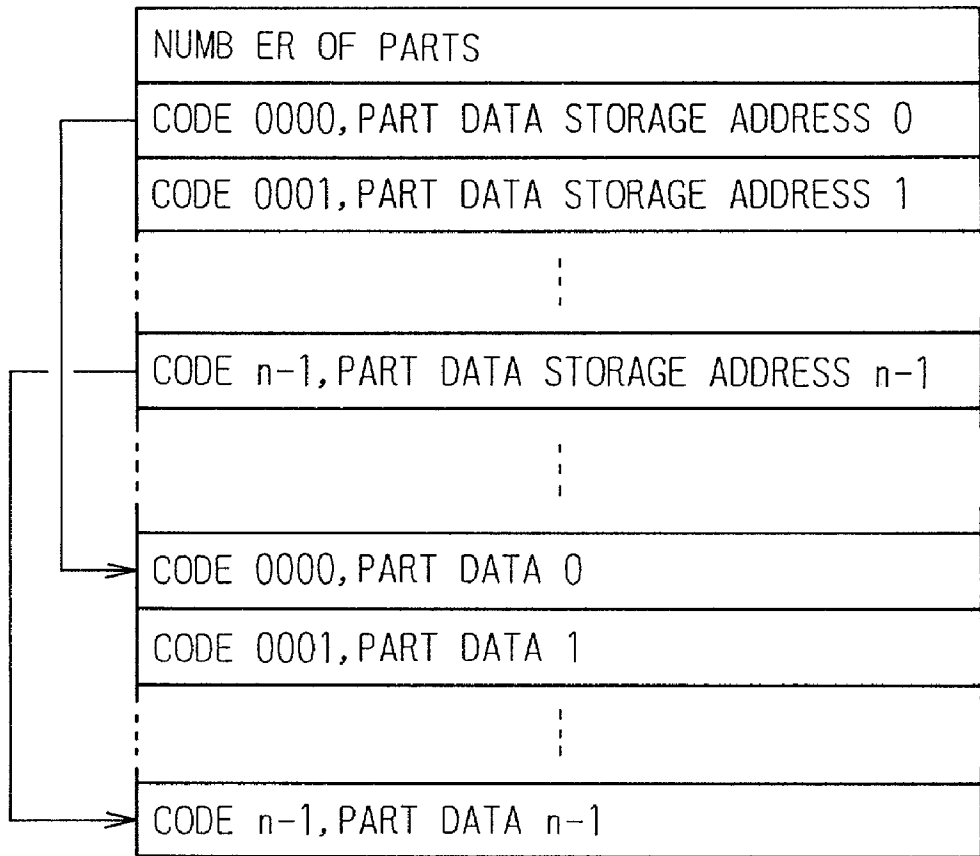 NUMB ER OF PARTS
CODE 0000, PART DATA STORAGE ADDRESS 0
CODE 0001, PART DATA STORAGE ADDRESS 1
CODE n-1, PART DATA STORAGE ADDRESS n-1
CODE 0000, PART DATA 0
CODE 0001, PART DATA 1
CODE n-1, PART DATA n-1